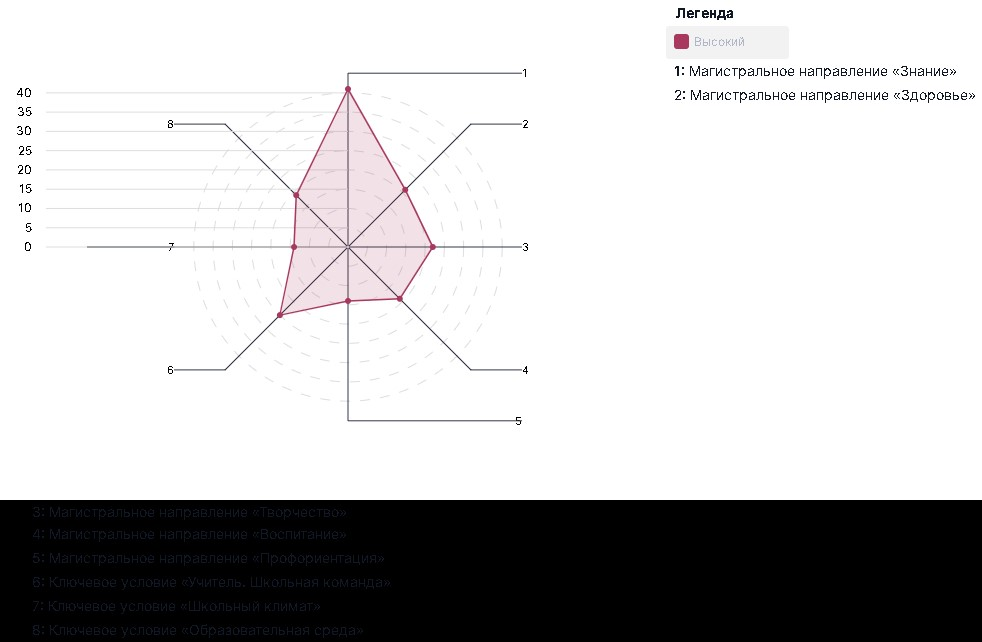 Легенда
Высокий
1: Магистральное направление «Знание»
2: Магистральное направление «Здоровье»
1
40
35
8
2
30
25
20
15
10
5
0
7
3
6
4
5
3: Магистральное направление «Творчество»
4: Магистральное направление «Воспитание»
5: Магистральное направление «Профориентация»
6: Ключевое условие «Учитель. Школьная команда»
7: Ключевое условие «Школьный климат»
8: Ключевое условие «Образовательная среда»